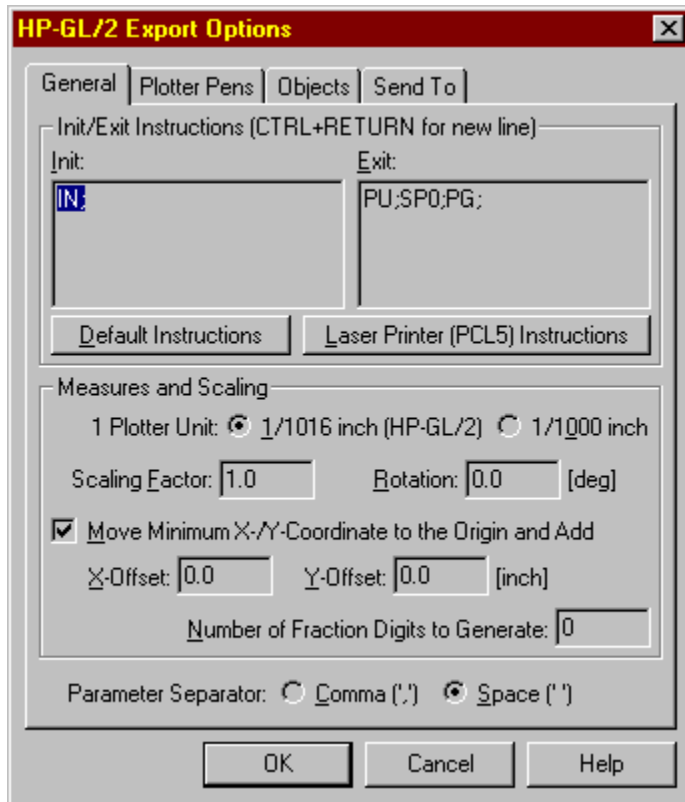 HP-GL/2 Export Options
General Plotter Pens Objects Send To
Init/Exit Instructions (CTRL+RETURN for new line)
Init: Exit:
IN; PU;SP0;PG;
Default Instructions Laser Printer (PCL5) Instructions
Measures and Scaling
1 Plotter Unit: 1/1016 inch (HP-GL/2) 1/1000 inch
Scaling Factor: 1.0 Rotation: 0.0 [deg]
Move Minimum X-/Y-Coordinate to the Origin and Add
X-Offset: 0.0 Y-Offset: 0.0 [inch]
Number of Fraction Digits to Generate: 0
Parameter Separator: Comma (',') Space (' ')
OK Cancel Help